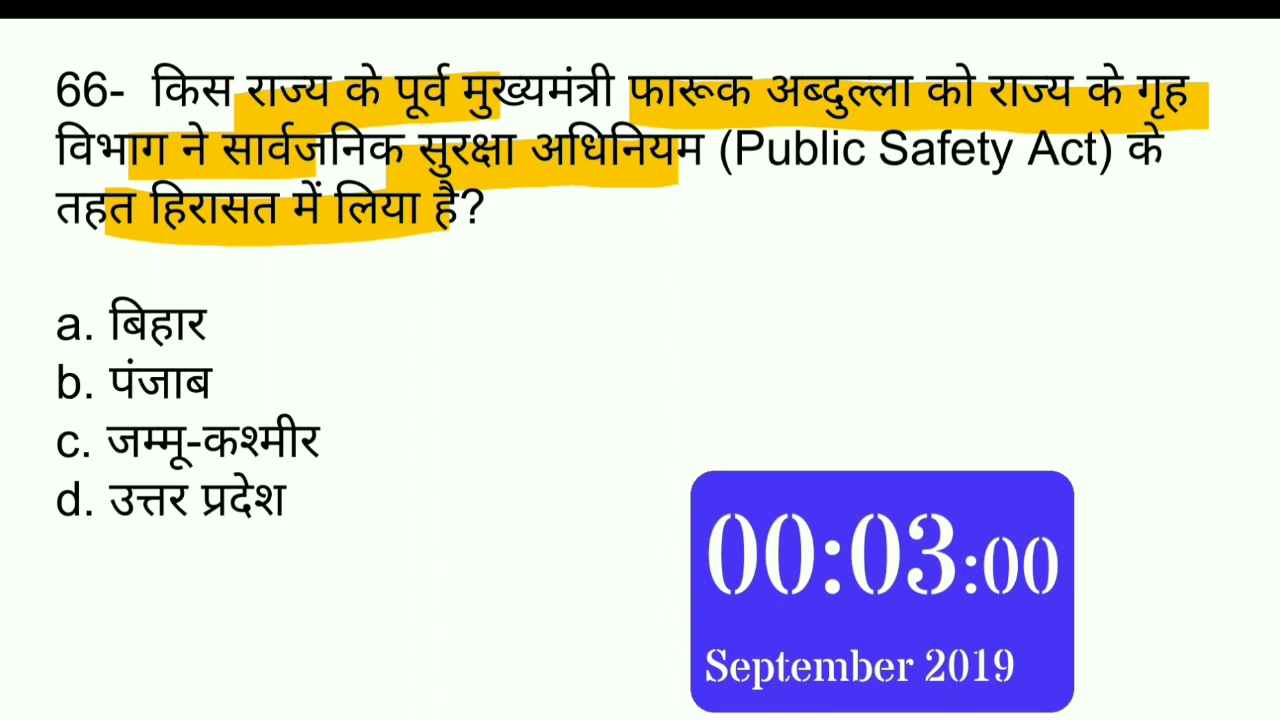 66- किस राज्य के पूर्व मुख्यमंत्री फारूक अब्दुल्ला को राज्य के गृह
विभाग ने सार्वजनिक सुरक्षा अधिनियम (Public Safety Act) के
तहत हिरासत में लिया है?
a. बिहार
b. पंजाब
c. जम्मू-कश्मीर
d. उत्तर प्रदेश
00:03:00
September 2019